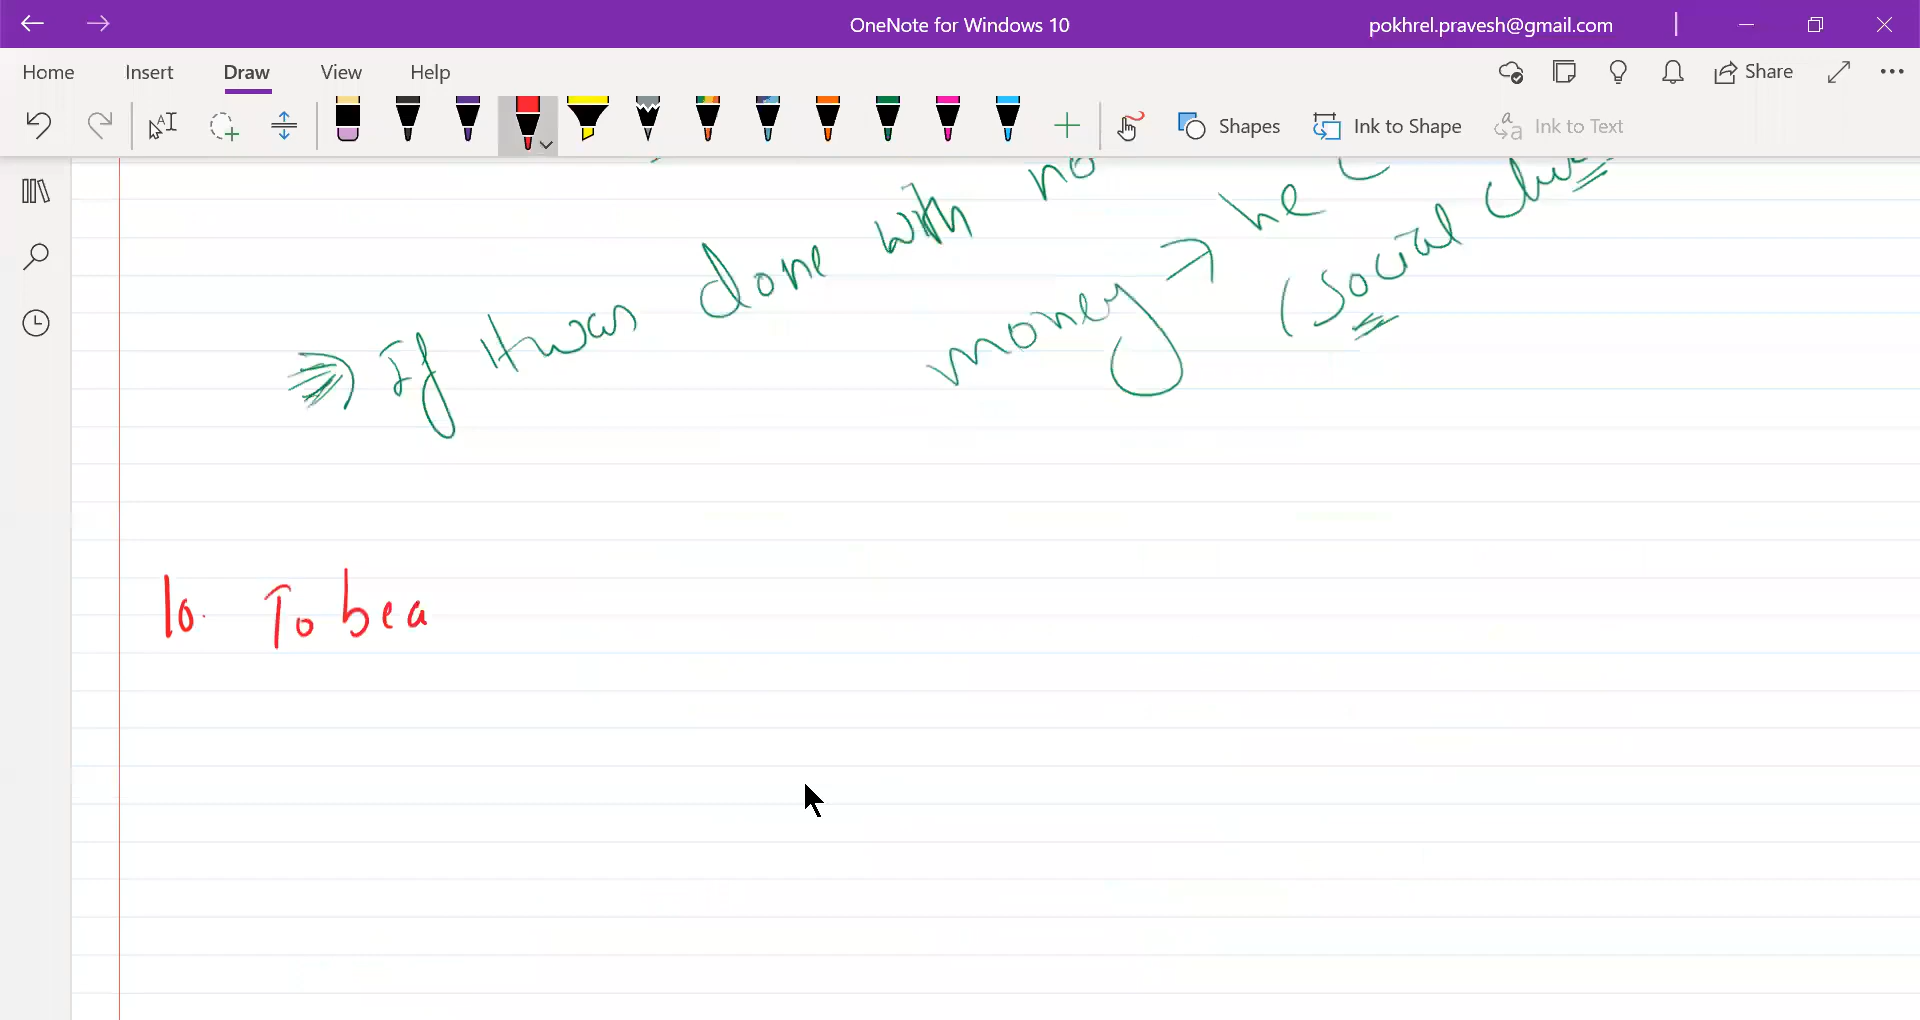 OneNote for Windows 10
pokhrel.pravesh@gmail.com
Home Insert Draw View Help
Share
Shapes Ink to Shape Ink to Text
⇒ If it was done with no
money → he
(social
10. To bea